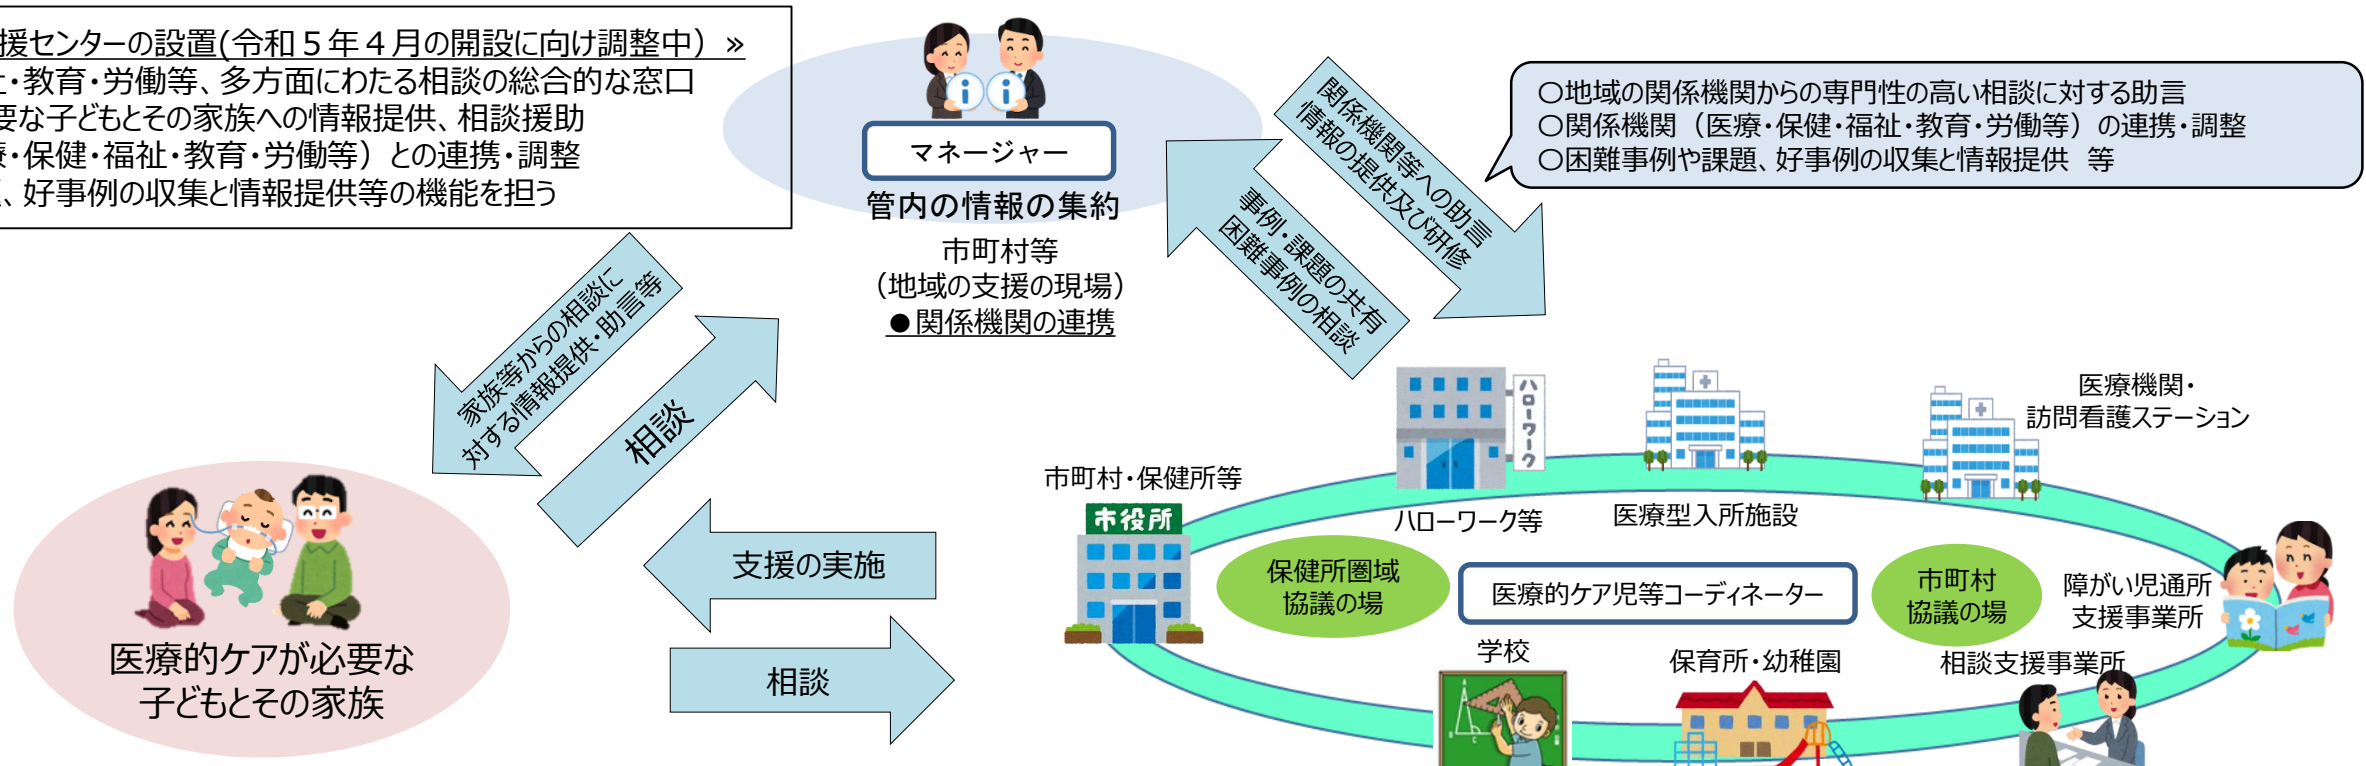 援センターの設置(令和５年４月の開設に向け調整中）»
・教育・労働等、多方面にわたる相談の総合的な窓口
要な子どもとその家族への情報提供、相談援助
・保健・福祉・教育・労働等）との連携・調整
、好事例の収集と情報提供等の機能を担う
マネージャー
管内の情報の集約
市町村等
（地域の支援の現場）
●関係機関の連携
関係機関等への助言
情報の提供及び研修
事例・課題の共有
困難事例の相談
〇地域の関係機関からの専門性の高い相談に対する助言
〇関係機関（医療・保健・福祉・教育・労働等）の連携・調整
〇困難事例や課題、好事例の収集と情報提供　等
家族等からの相談に
対する情報提供・助言等
相談
支援の実施
相談
医療的ケアが必要な
子どもとその家族
市町村・保健所等
市役所
ハローワーク
ハローワーク等
医療型入所施設
医療機関・
訪問看護ステーション
保健所圏域
協議の場
医療的ケア児等コーディネーター
市町村
協議の場
障がい児通所
支援事業所
学校
A
B
C
保育所・幼稚園
相談支援事業所